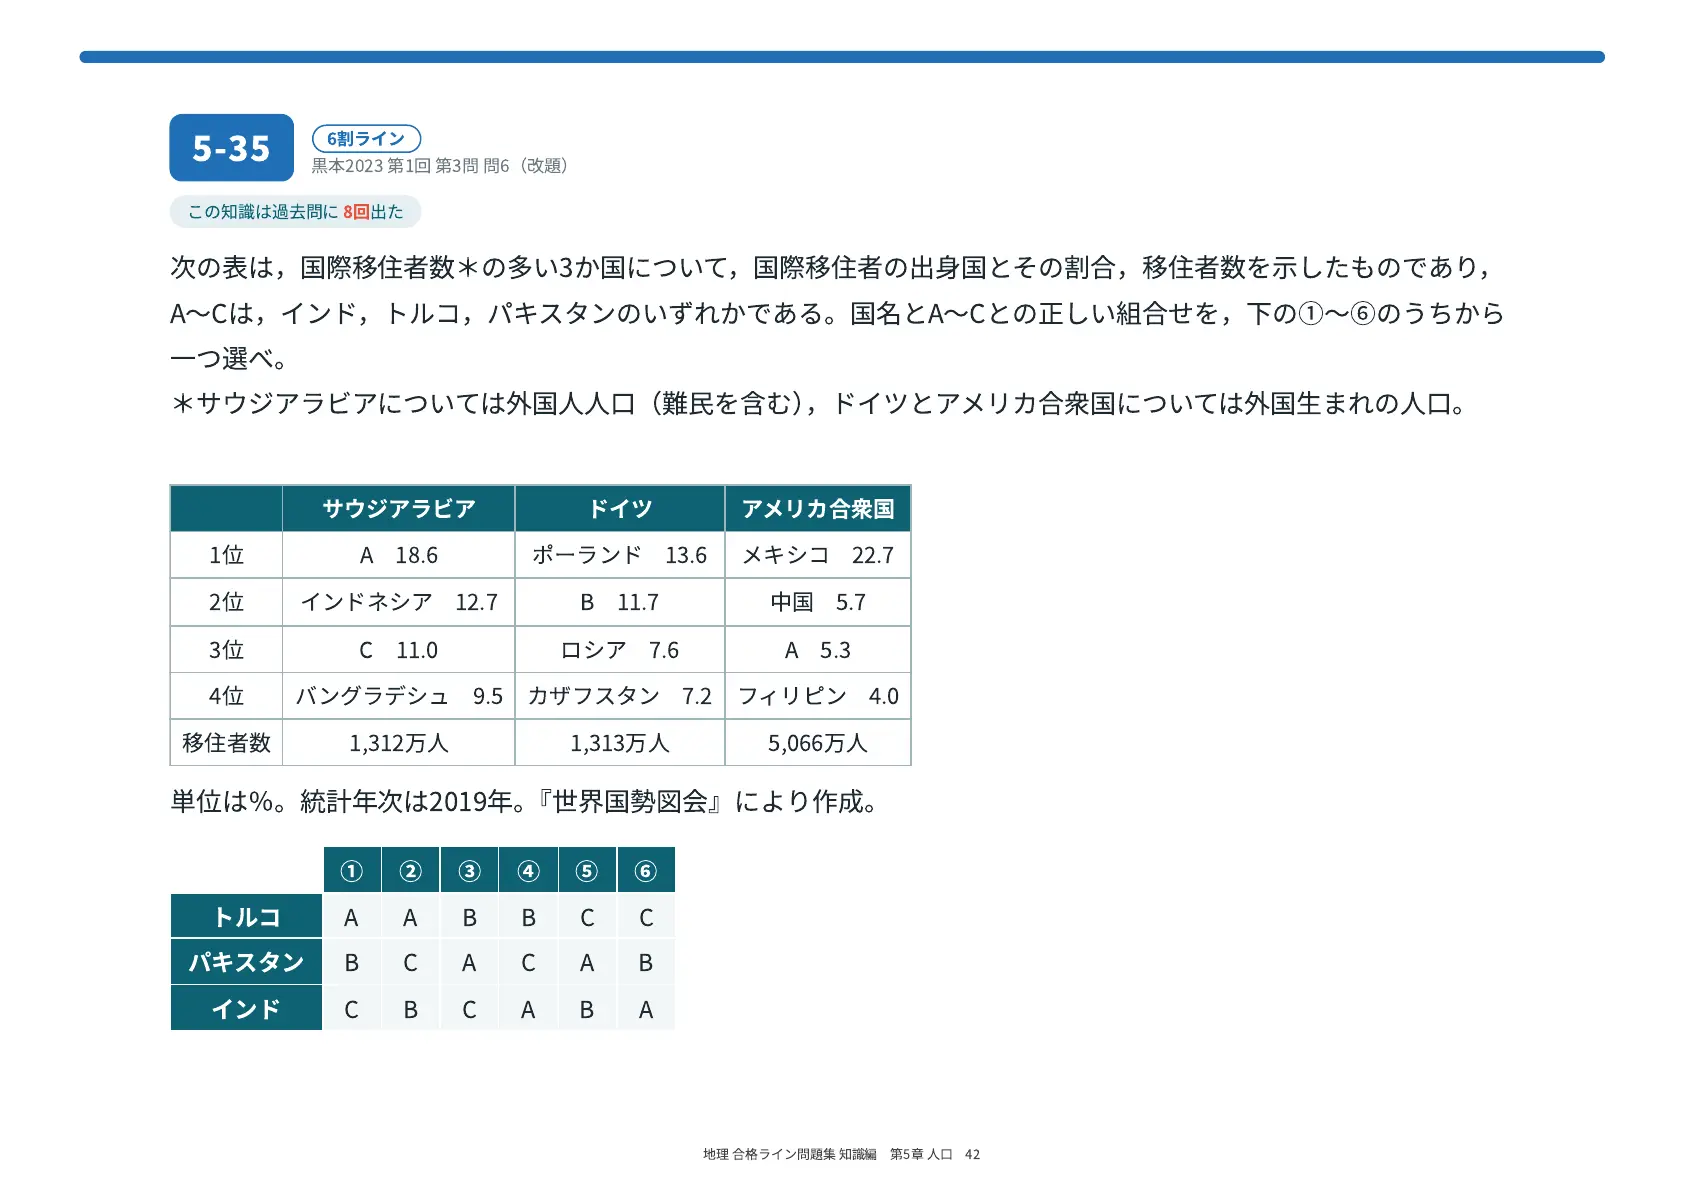 5-35
6割ライン
黒本2023 第1回 第3問 問6（改題）
この知識は過去問に 8回出た
次の表は，国際移住者数＊の多い3か国について，国際移住者の出身国とその割合，移住者数を示したものであり，
A〜Cは，インド，トルコ，パキスタンのいずれかである。国名とA〜Cとの正しい組合せを，下の①〜⑥のうちから
一つ選べ。
＊サウジアラビアについては外国人人口（難民を含む），ドイツとアメリカ合衆国については外国生まれの人口。
サウジアラビア ドイツ アメリカ合衆国
1位 A 18.6 ポーランド 13.6 メキシコ 22.7
2位 インドネシア 12.7 B 11.7 中国 5.7
3位 C 11.0 ロシア 7.6 A 5.3
4位 バングラデシュ 9.5 カザフスタン 7.2 フィリピン 4.0
移住者数 1,312万人 1,313万人 5,066万人
単位は%。統計年次は2019年。『世界国勢図会』により作成。
① ② ③ ④ ⑤ ⑥
トルコ A A B B C C
パキスタン B C A C A B
インド C B C A B A
地理 合格ライン問題集 知識編 第5章 人口 42